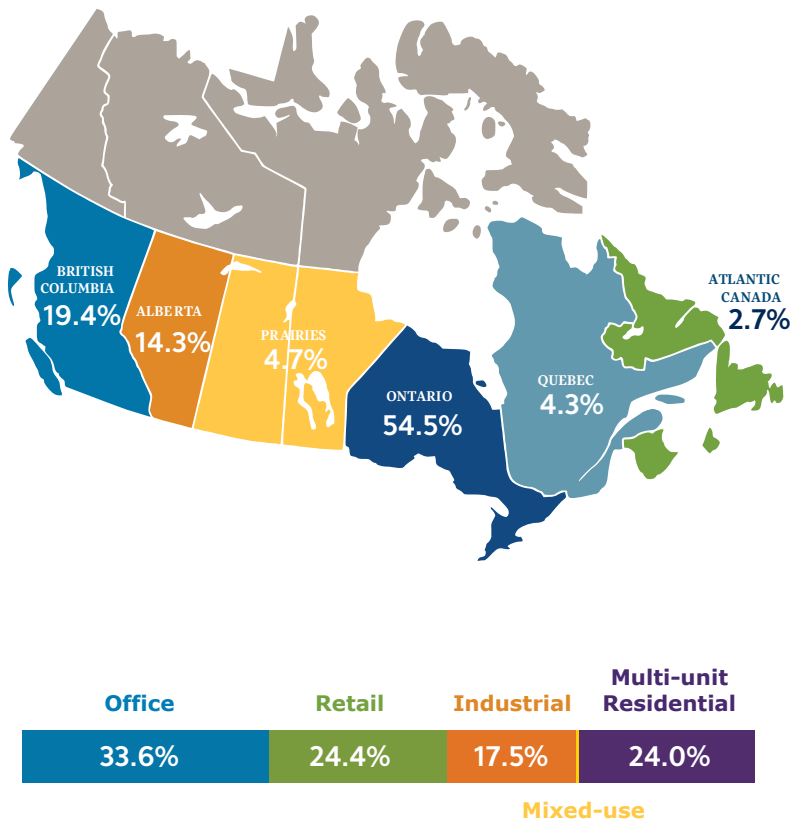 BRITISH
COLUMBIA
19.4%
ALBERTA
14.3%
PRAIRIES
4.7%
ONTARIO
54.5%
QUEBEC
4.3%
ATLANTIC
CANADA
2.7%
Office
Retail
Industrial
Multi-unit
Residential
33.6%
24.4%
17.5%
24.0%
Mixed-use